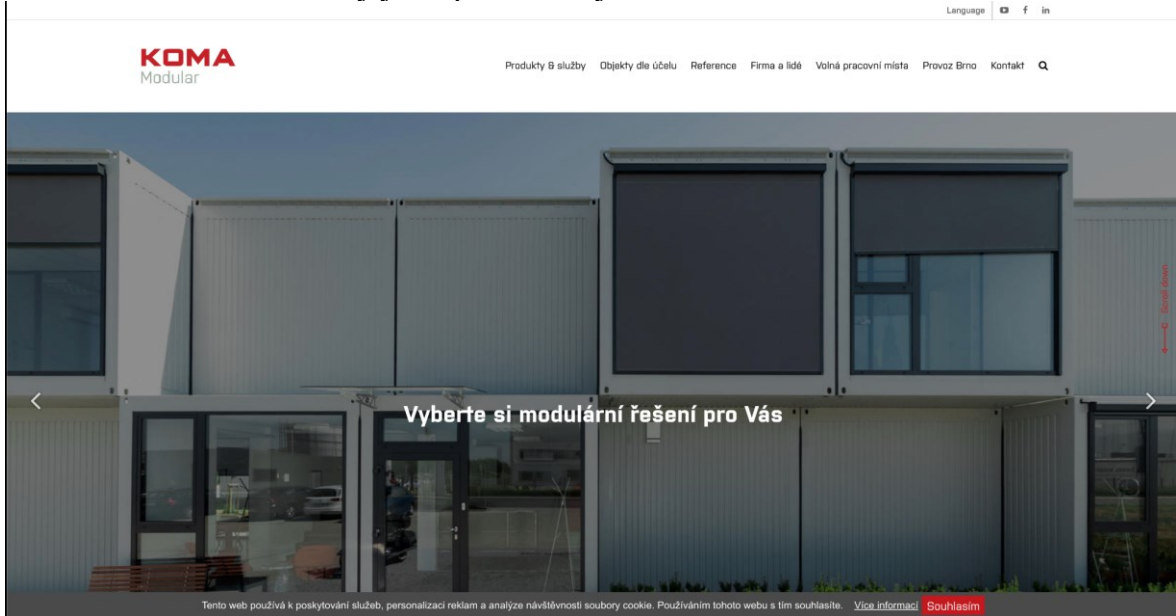 Language
KOMA
Modular
Produkty & služby Objekty dle účelu Reference Firma a lidé Volná pracovní místa Provoz Brno Kontakt
Scroll down
Vyberte si modulární řešení pro Vás
Tento web používá k poskytování služeb, personalizaci reklam a analýze návštěvnosti soubory cookie. Používáním tohoto webu s tím souhlasíte. Více informací Souhlasím